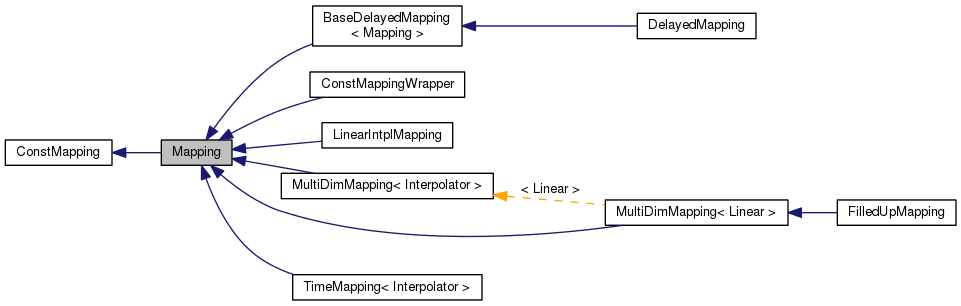 BaseDelayedMapping
< Mapping >
DelayedMapping
ConstMappingWrapper
LinearIntplMapping
ConstMapping
Mapping
MultiDimMapping< Interpolator >
< Linear >
MultiDimMapping< Linear >
FilledUpMapping
TimeMapping< Interpolator >